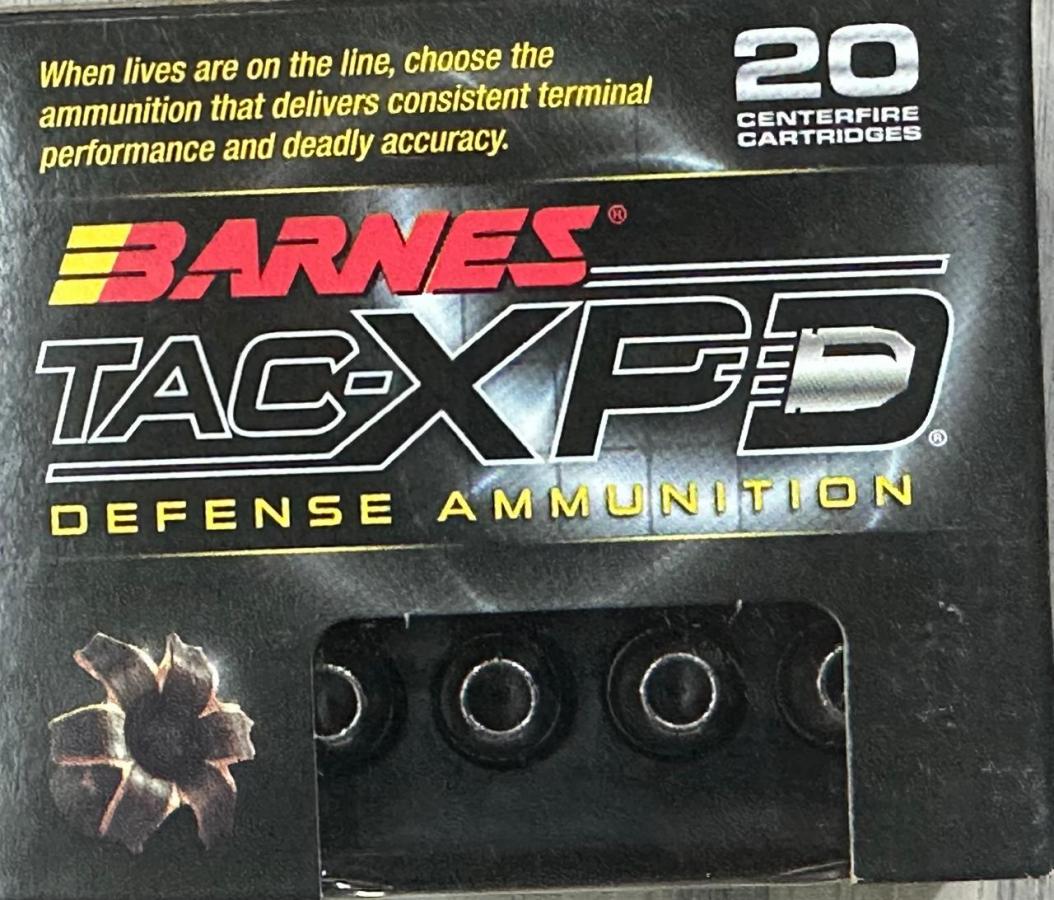 When lives are on the line, choose the
ammunition that delivers consistent terminal
performance and deadly accuracy.
20
CENTERFIRE
CARTRIDGES
BARNES®
TAC-XPD®
DEFENSE AMMUNITION